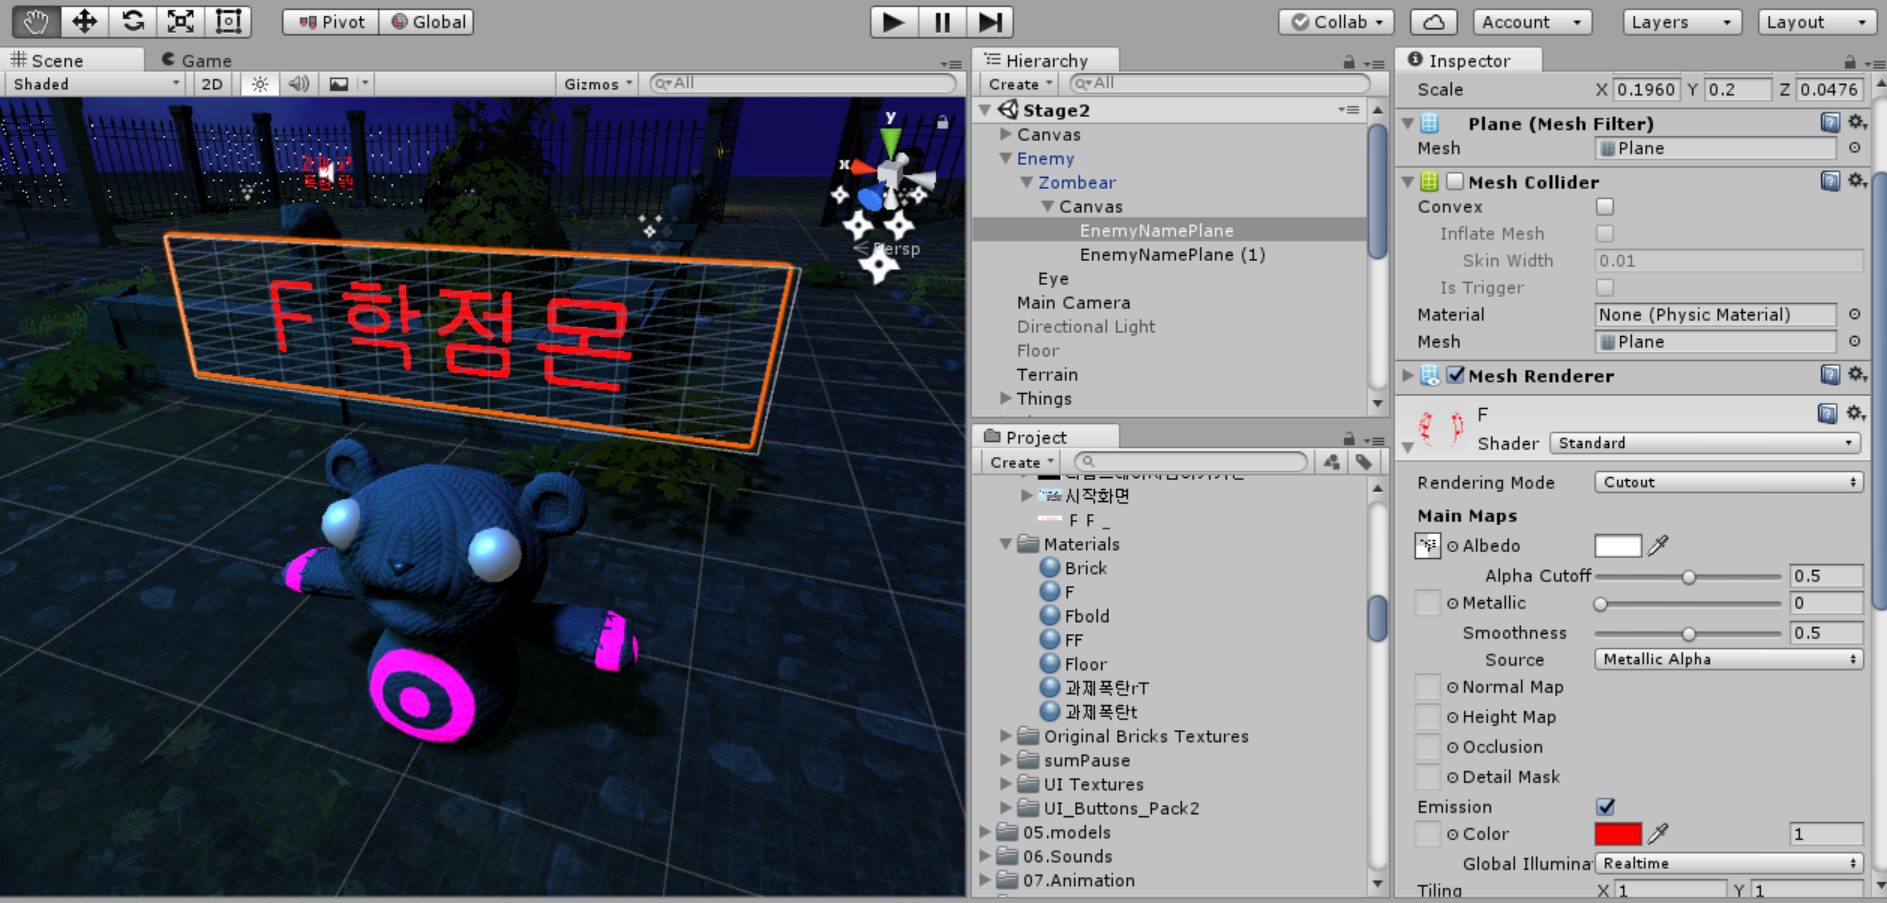 Pivot Global Collab Account Layers Layout
Scene Game
Shaded 2D Gizmos All
y
x
Persp
F학점몬
Hierarchy
Create All
Stage2
Canvas
Enemy
Zombear
Canvas
EnemyNamePlane
EnemyNamePlane (1)
Eye
Main Camera
Directional Light
Floor
Terrain
Things
Project
Create
시작화면
F F _
Materials
Brick
F
Fbold
FF
Floor
과제폭탄rT
과제폭탄t
Original Bricks Textures
sumPause
UI Textures
UI_Buttons_Pack2
05.models
06.Sounds
07.Animation
Inspector
Scale X 0.1960 Y 0.2 Z 0.0476
Plane (Mesh Filter)
Mesh Plane
Mesh Collider
Convex
Inflate Mesh
Skin Width 0.01
Is Trigger
Material None (Physic Material)
Mesh Plane
Mesh Renderer
F
Shader Standard
Rendering Mode Cutout
Main Maps
Albedo
Alpha Cutoff 0.5
Metallic 0
Smoothness 0.5
Source Metallic Alpha
Normal Map
Height Map
Occlusion
Detail Mask
Emission
Color 1
Global Illumina Realtime
Tiling X 1 Y 1